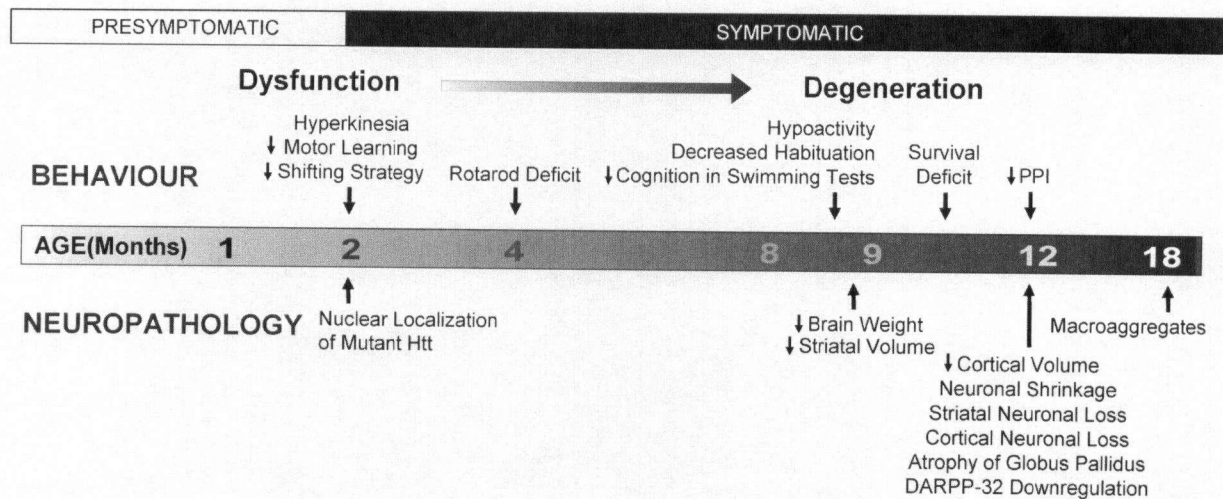 PRESYMPTOMATIC
SYMPTOMATIC
Dysfunction
Degeneration
BEHAVIOUR
Hyperkinesia
↓ Motor Learning
↓ Shifting Strategy
Rotarod Deficit
Hypoactivity
Decreased Habituation
↓ Cognition in Swimming Tests
Survival
Deficit
↓ PPI
AGE(Months) 1 2 4 8 9 12 18
NEUROPATHOLOGY
Nuclear Localization
of Mutant Htt
↓ Brain Weight
↓ Striatal Volume
↓ Cortical Volume
Neuronal Shrinkage
Striatal Neuronal Loss
Cortical Neuronal Loss
Atrophy of Globus Pallidus
DARPP-32 Downregulation
Macroaggregates